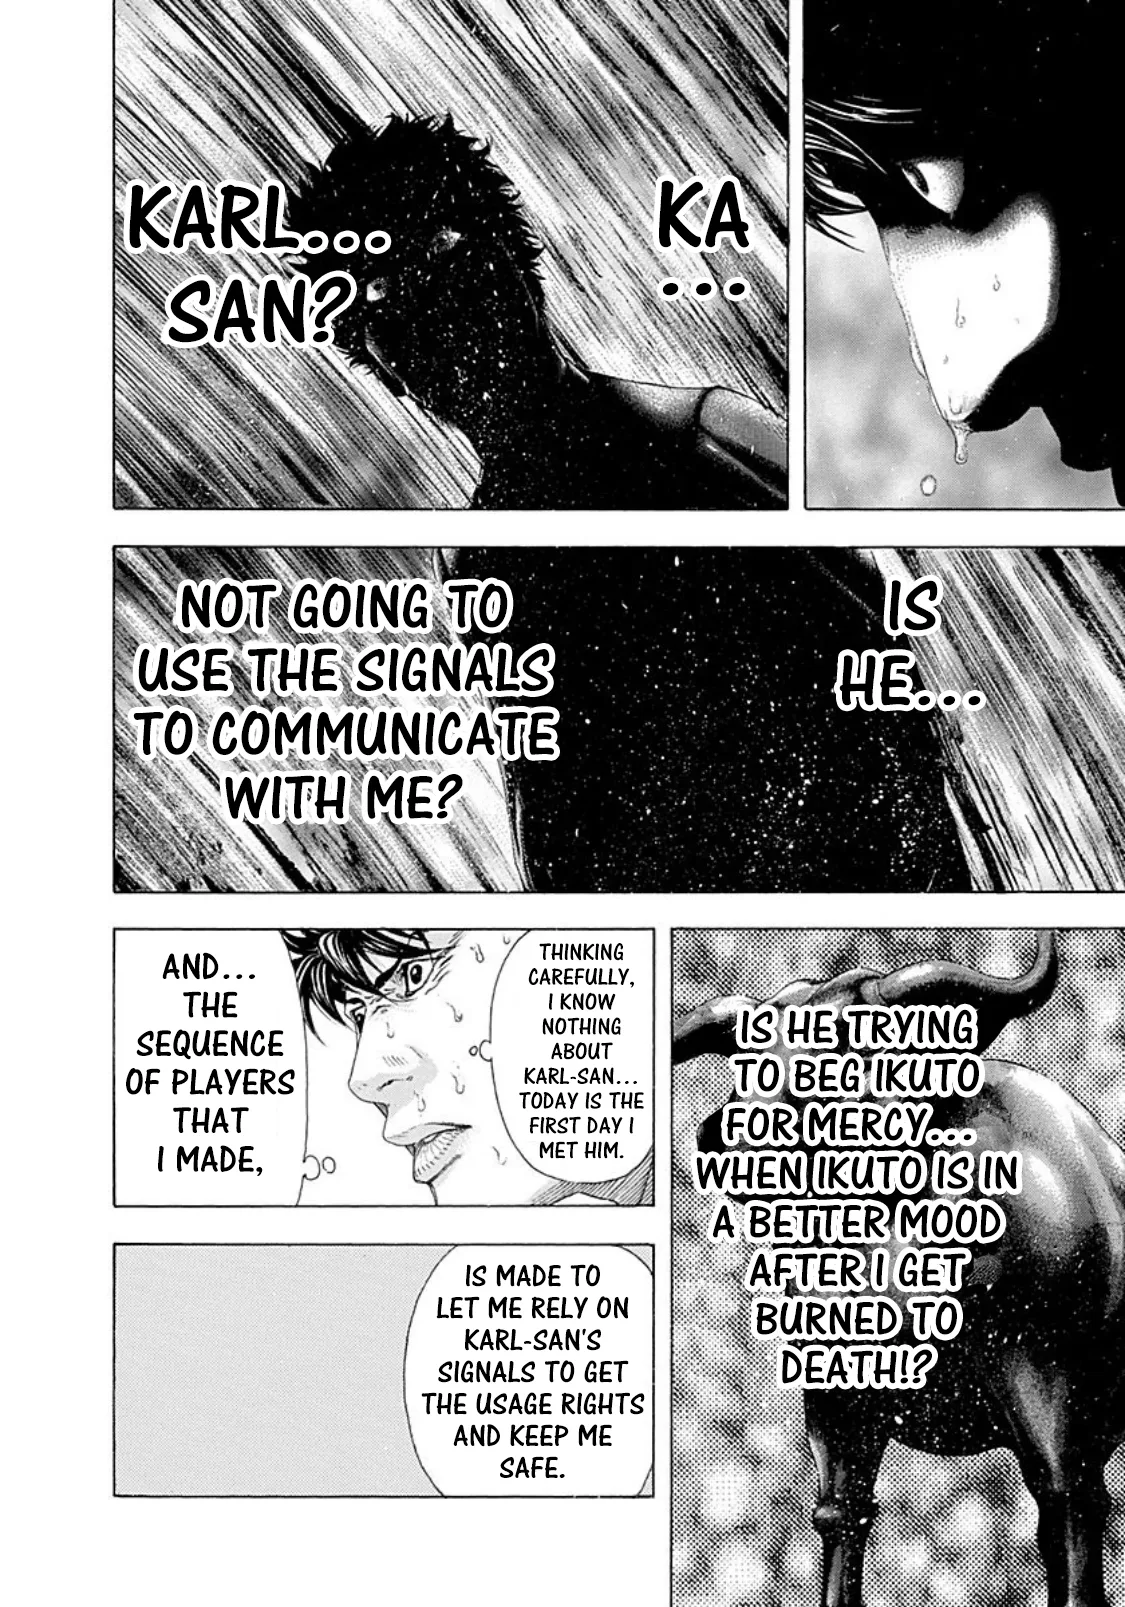 KA
...
KARL...
SAN?
IS
HE...
NOT GOING TO
USE THE SIGNALS
TO COMMUNICATE
WITH ME?
IS HE TRYING
TO BEG IKUTO
FOR MERCY...
WHEN IKUTO IS IN
A BETTER MOOD
AFTER I GET
BURNED TO
DEATH!?
THINKING
CAREFULLY,
I KNOW
NOTHING
ABOUT
KARL-SAN...
TODAY IS THE
FIRST DAY I
MET HIM.
AND...
THE
SEQUENCE
OF PLAYERS
THAT
I MADE,
IS MADE TO
LET ME RELY ON
KARL-SAN'S
SIGNALS TO GET
THE USAGE RIGHTS
AND KEEP ME
SAFE.